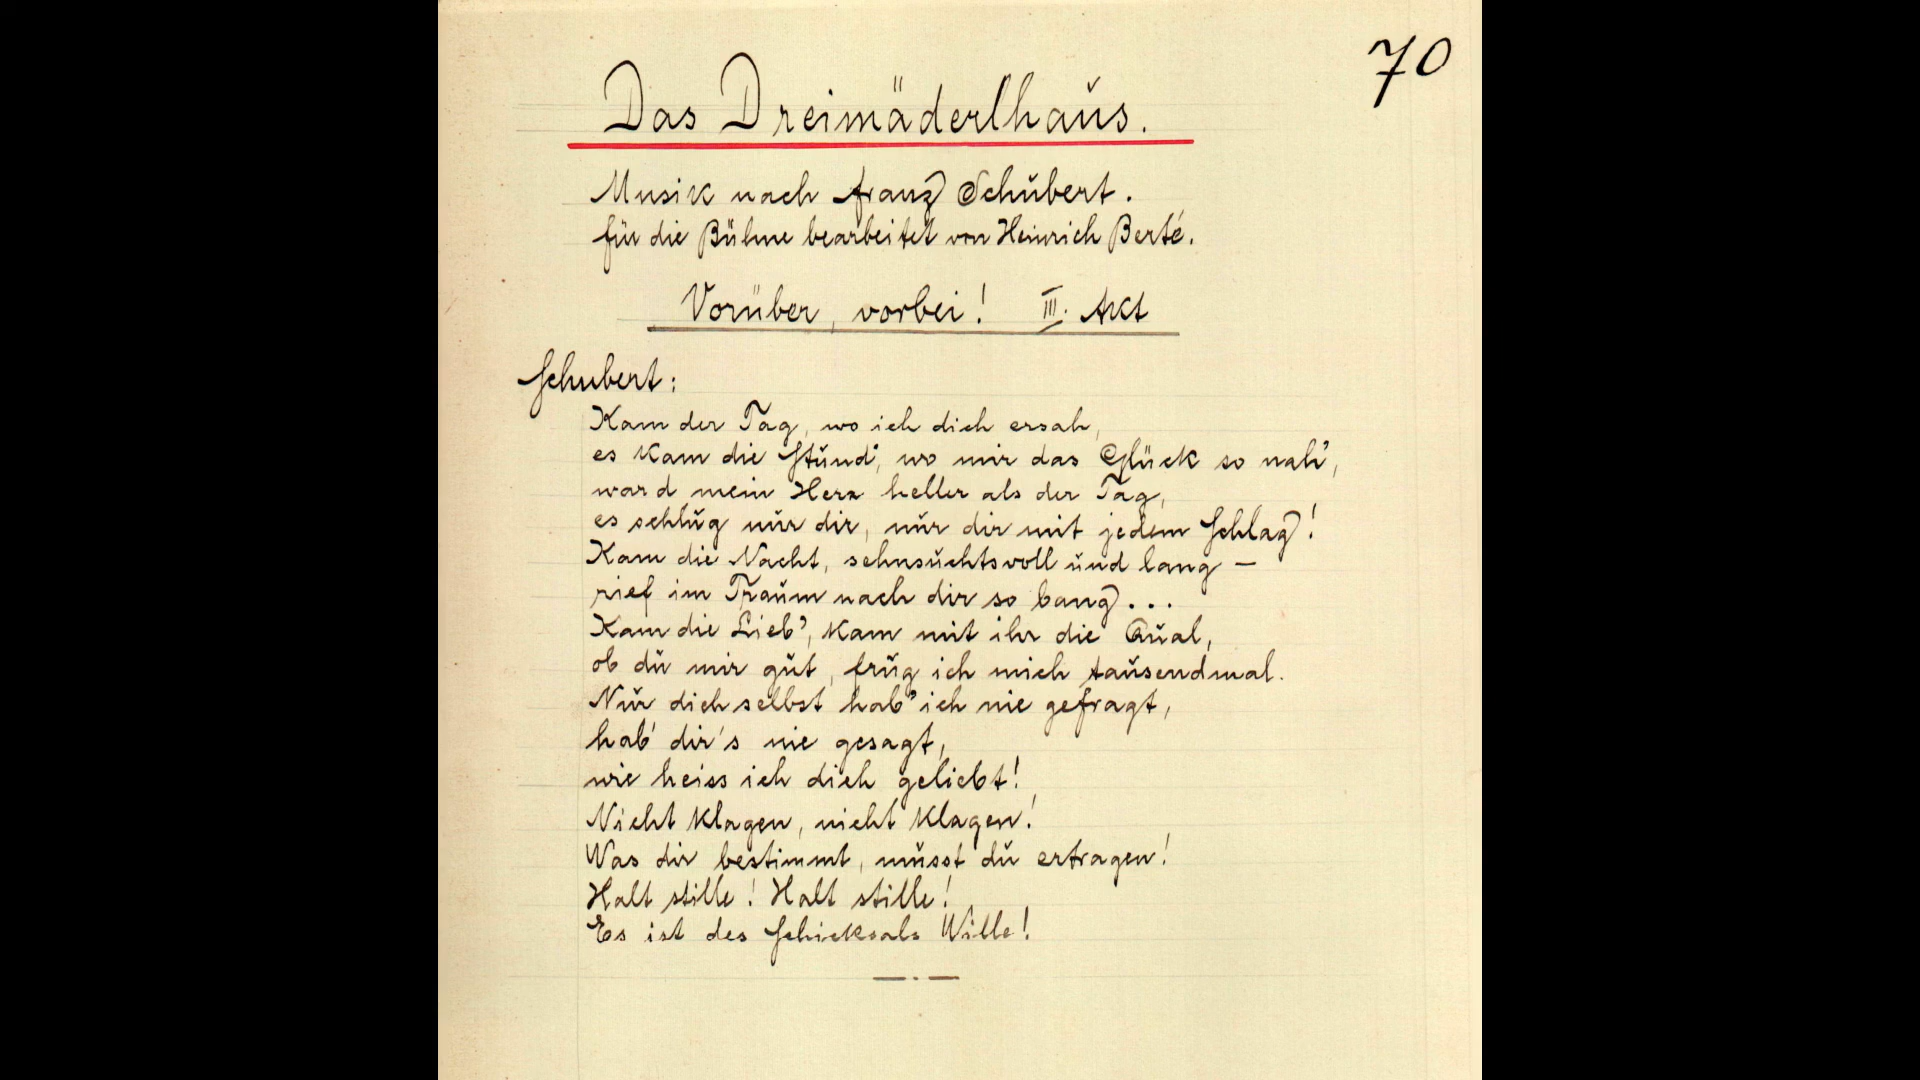 70
Das Dreimäderlhaus.
Musik nach Franz Schubert.
für die Bühne bearbeitet von Heinrich Berté.
Vorüber, vorbei! III. Akt
Schubert:
Kam der Tag, wo ich dich ersah,
es kam die Stund', wo mir das Glück so nah',
ward mein Herz heller als der Tag,
es schlug nur dir, nur dir mit jedem Schlag!
Kam die Nacht, sehnsuchtsvoll und lang –
rief im Traum nach dir so bang...
Kam die Lieb', kam mit ihr die Qual,
ob du mir gut, frug ich mich tausendmal.
Nur dich selbst hab' ich nie gefragt,
hab' dir's nie gesagt,
wie heiss ich dich geliebt!
Nicht klagen, nicht klagen!
Was dir bestimmt, musst du ertragen!
Halt stille! Halt stille!
Es ist des Schicksals Wille!